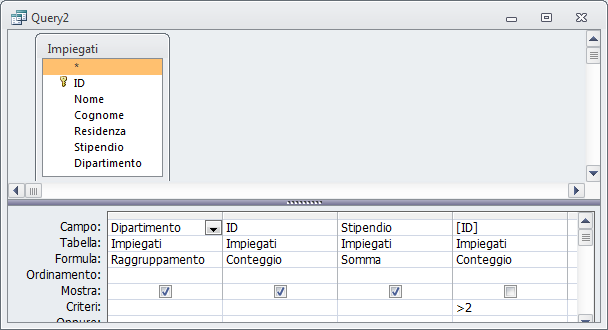 Query2
Impiegati
*
ID
Nome
Cognome
Residenza
Stipendio
Dipartimento
Campo: Dipartimento ID Stipendio [ID]
Tabella: Impiegati Impiegati Impiegati Impiegati
Formula: Raggruppamento Conteggio Somma Conteggio
Ordinamento:
Mostra:
Criteri: >2
Oppure: